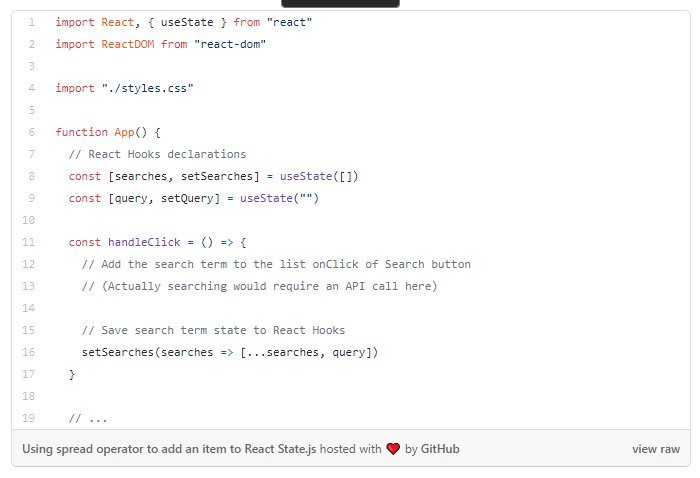 1 import React, { useState } from "react"
2 import ReactDOM from "react-dom"
3
4 import "./styles.css"
5
6 function App() {
7   // React Hooks declarations
8   const [searches, setSearches] = useState([])
9   const [query, setQuery] = useState("")
10
11   const handleClick = () => {
12     // Add the search term to the list onClick of Search button
13     // (Actually searching would require an API call here)
14
15     // Save search term state to React Hooks
16     setSearches(searches => [...searches, query])
17   }
18
19   // ...
Using spread operator to add an item to React State.js hosted with ❤ by GitHub view raw